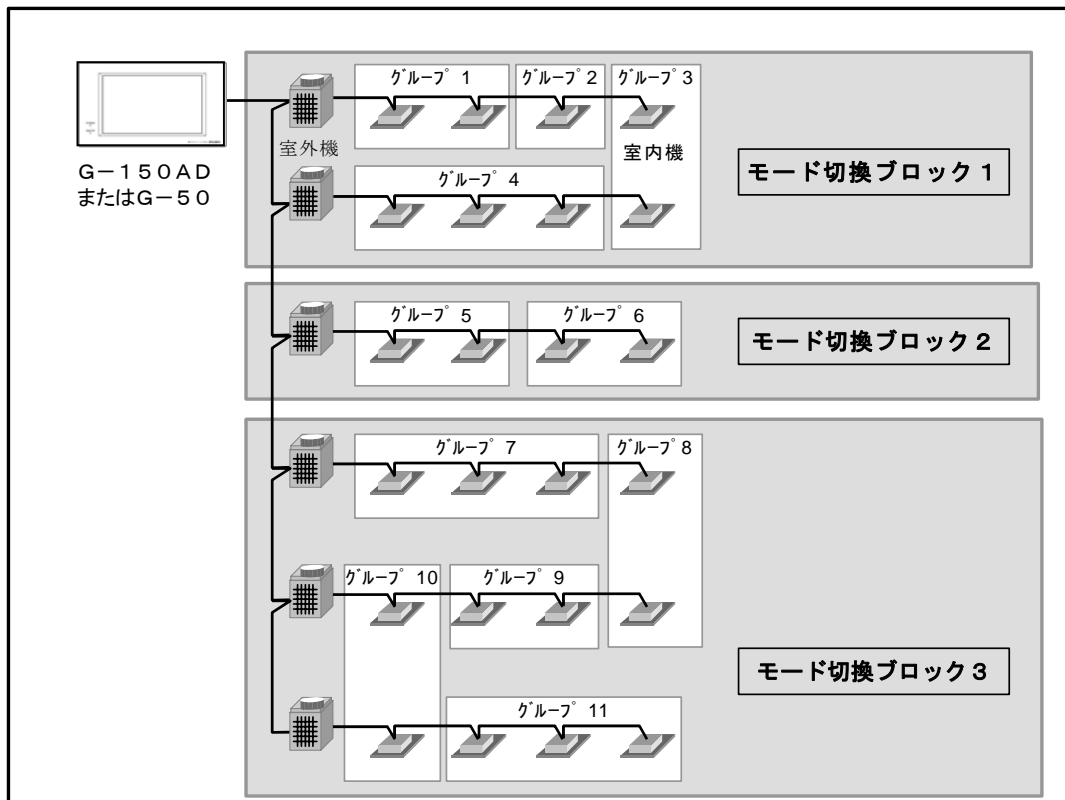 G－150AD
またはG－50
室外機
ｸﾞﾙｰﾌﾟ 1
ｸﾞﾙｰﾌﾟ 2
ｸﾞﾙｰﾌﾟ 3
室内機
ｸﾞﾙｰﾌﾟ 4
モード切換ブロック1
ｸﾞﾙｰﾌﾟ 5
ｸﾞﾙｰﾌﾟ 6
モード切換ブロック2
ｸﾞﾙｰﾌﾟ 7
ｸﾞﾙｰﾌﾟ 8
ｸﾞﾙｰﾌﾟ 10
ｸﾞﾙｰﾌﾟ 9
ｸﾞﾙｰﾌﾟ 11
モード切換ブロック3